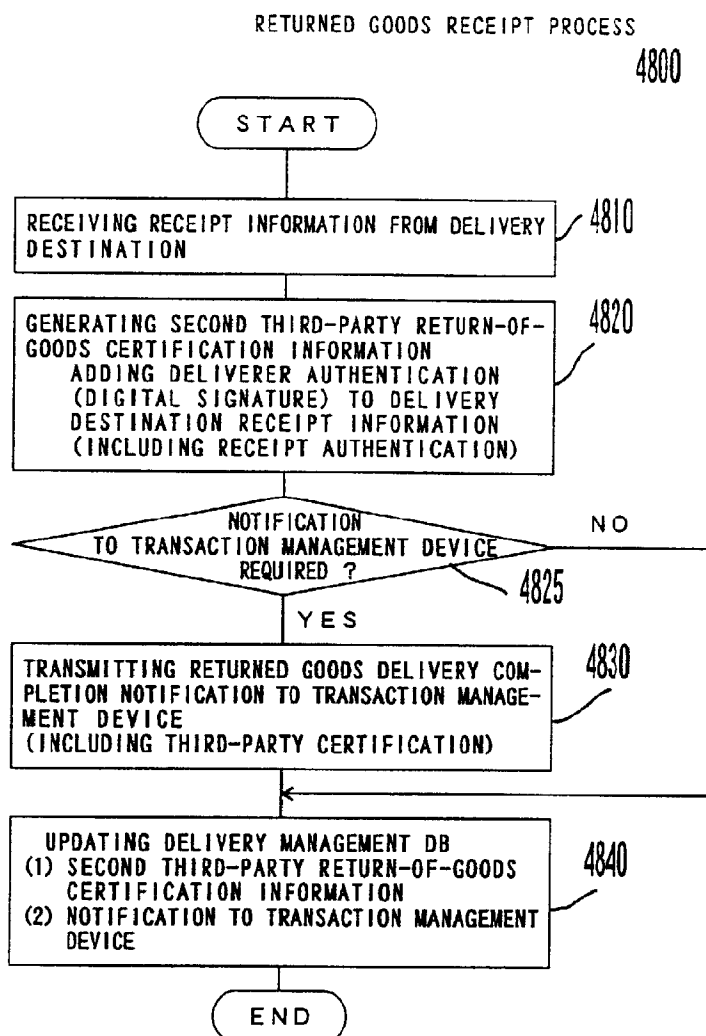 RETURNED GOODS RECEIPT PROCESS
4800
START
RECEIVING RECEIPT INFORMATION FROM DELIVERY
DESTINATION
4810
GENERATING SECOND THIRD-PARTY RETURN-OF-
GOODS CERTIFICATION INFORMATION
ADDING DELIVERER AUTHENTICATION
(DIGITAL SIGNATURE) TO DELIVERY
DESTINATION RECEIPT INFORMATION
(INCLUDING RECEIPT AUTHENTICATION)
4820
NOTIFICATION
TO TRANSACTION MANAGEMENT DEVICE
REQUIRED ?
NO
4825
YES
TRANSMITTING RETURNED GOODS DELIVERY COM-
PLETION NOTIFICATION TO TRANSACTION MANAGE-
MENT DEVICE
(INCLUDING THIRD-PARTY CERTIFICATION)
4830
UPDATING DELIVERY MANAGEMENT DB
(1) SECOND THIRD-PARTY RETURN-OF-GOODS
CERTIFICATION INFORMATION
(2) NOTIFICATION TO TRANSACTION MANAGEMENT
DEVICE
4840
END